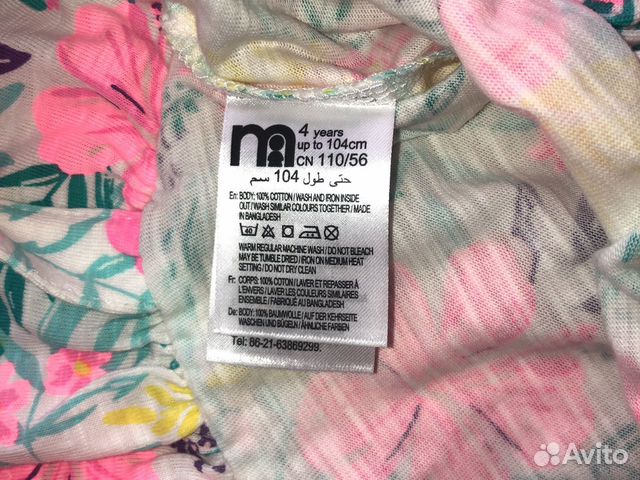 m
4 years
up to 104cm
CN 110/56
حتى طول 104 سم
En: BODY: 100% COTTON / WASH AND IRON INSIDE
OUT / WASH SIMILAR COLOURS TOGETHER / MADE
IN BANGLADESH
40
WARM REGULAR MACHINE WASH / DO NOT BLEACH
MAY BE TUMBLE DRIED / IRON ON MEDIUM HEAT
SETTING / DO NOT DRY CLEAN
Fr: CORPS: 100% COTON / LAVER ET REPASSER À
L'ENVERS / LAVER LES COULEURS SIMILAIRES
ENSEMBLE / FABRIQUÉ AU BANGLADESH
De: BODY: 100% BAUMWOLLE / AUF DER KEHRSEITE
WASCHEN UND BÜGELN / ÄHNLICHE FARBEN
Tel: 86-21-63869299.
Avito